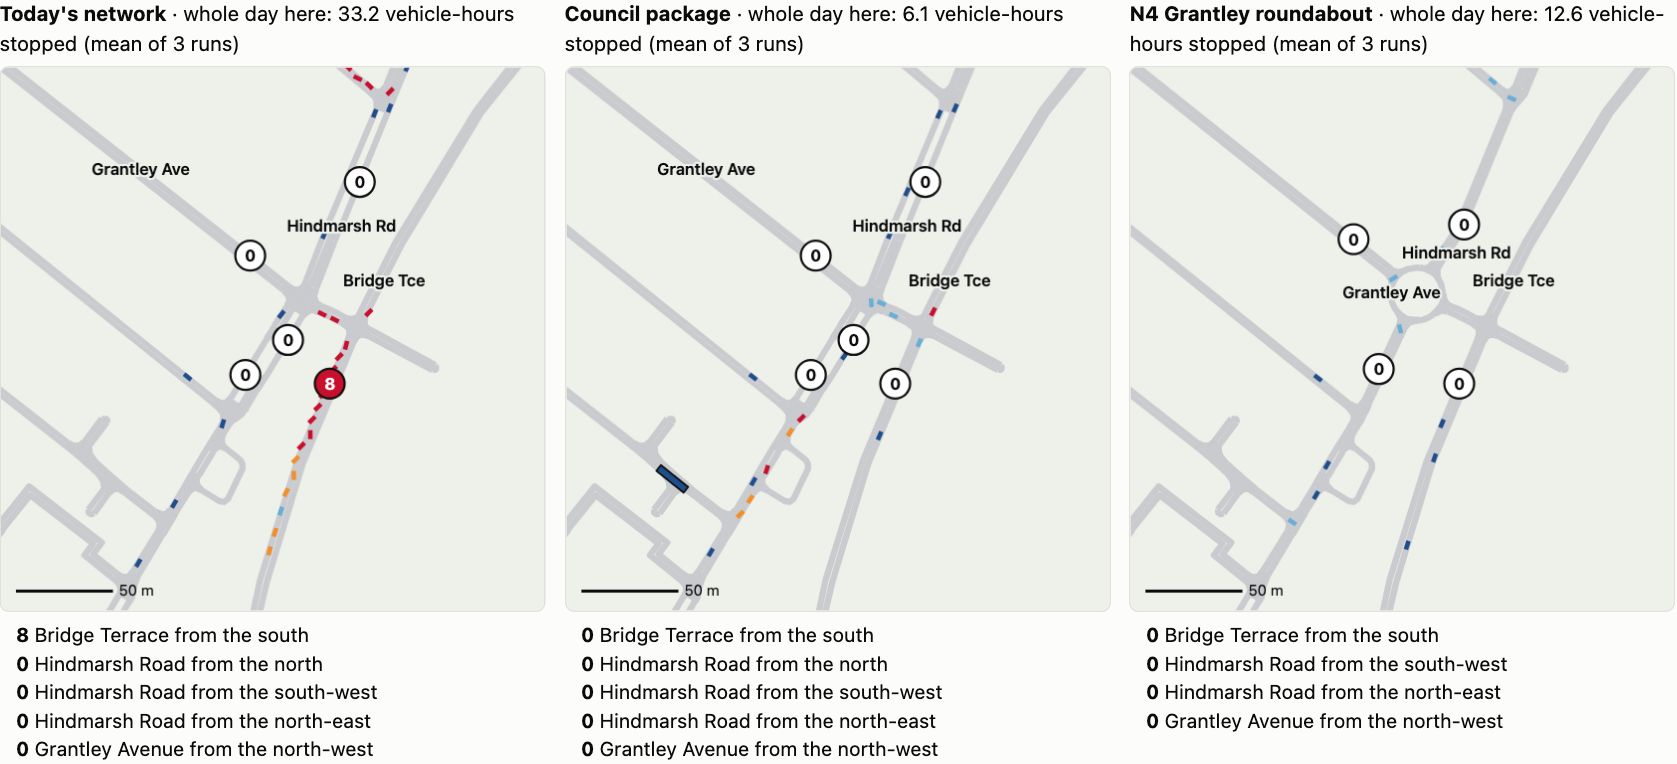 Today's network · whole day here: 33.2 vehicle-hours
stopped (mean of 3 runs)
Grantley Ave
0
Hindmarsh Rd
0
Bridge Tce
0
0
8
50 m
8 Bridge Terrace from the south
0 Hindmarsh Road from the north
0 Hindmarsh Road from the south-west
0 Hindmarsh Road from the north-east
0 Grantley Avenue from the north-west
Council package · whole day here: 6.1 vehicle-hours
stopped (mean of 3 runs)
Grantley Ave
0
Hindmarsh Rd
0
Bridge Tce
0
0
0
50 m
0 Bridge Terrace from the south
0 Hindmarsh Road from the north
0 Hindmarsh Road from the south-west
0 Hindmarsh Road from the north-east
0 Grantley Avenue from the north-west
N4 Grantley roundabout · whole day here: 12.6 vehicle-
hours stopped (mean of 3 runs)
0
0
Hindmarsh Rd
Bridge Tce
Grantley Ave
0
0
50 m
0 Bridge Terrace from the south
0 Hindmarsh Road from the south-west
0 Hindmarsh Road from the north-east
0 Grantley Avenue from the north-west